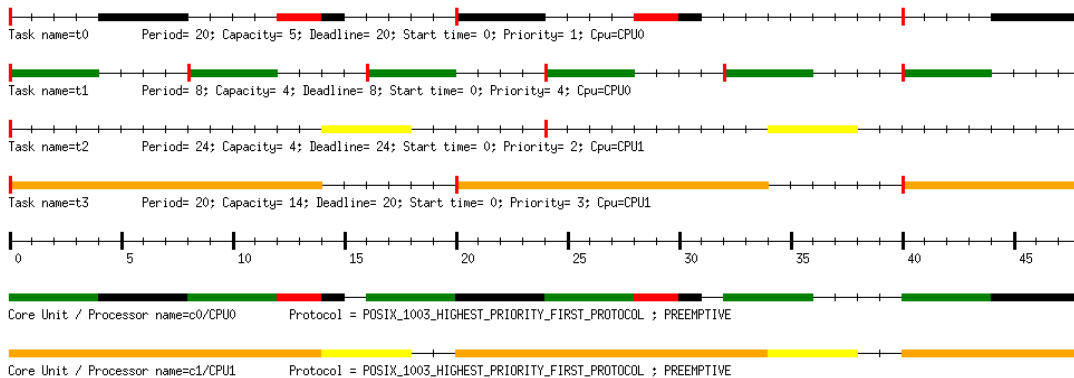 Task name=t0 Period= 20; Capacity= 5; Deadline= 20; Start time= 0; Priority= 1; Cpu=CPU0
Task name=t1 Period= 8; Capacity= 4; Deadline= 8; Start time= 0; Priority= 4; Cpu=CPU0
Task name=t2 Period= 24; Capacity= 4; Deadline= 24; Start time= 0; Priority= 2; Cpu=CPU1
Task name=t3 Period= 20; Capacity= 14; Deadline= 20; Start time= 0; Priority= 3; Cpu=CPU1
0 5 10 15 20 25 30 35 40 45
Core Unit / Processor name=c0/CPU0 Protocol = POSIX_1003_HIGHEST_PRIORITY_FIRST_PROTOCOL ; PREEMPTIVE
Core Unit / Processor name=c1/CPU1 Protocol = POSIX_1003_HIGHEST_PRIORITY_FIRST_PROTOCOL ; PREEMPTIVE